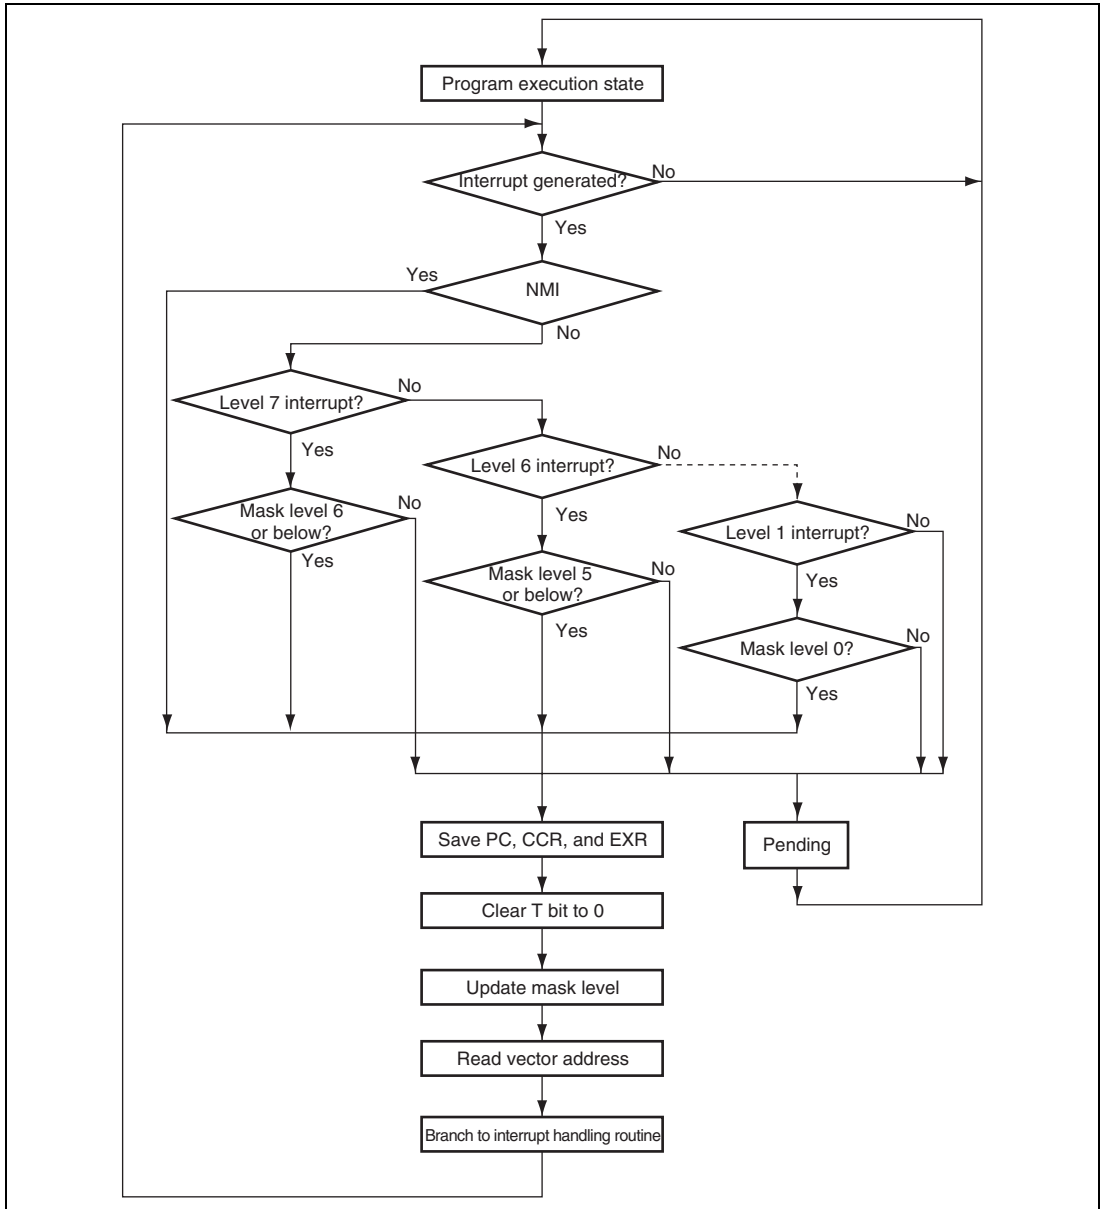 Program execution state
Interrupt generated?
No
Yes
Yes
NMI
No
Level 7 interrupt?
No
Yes
Level 6 interrupt?
No
Mask level 6
or below?
No
Yes
Yes
Level 1 interrupt?
No
Mask level 5
or below?
No
Yes
Yes
Mask level 0?
No
Yes
Save PC, CCR, and EXR
Pending
Clear T bit to 0
Update mask level
Read vector address
Branch to interrupt handling routine